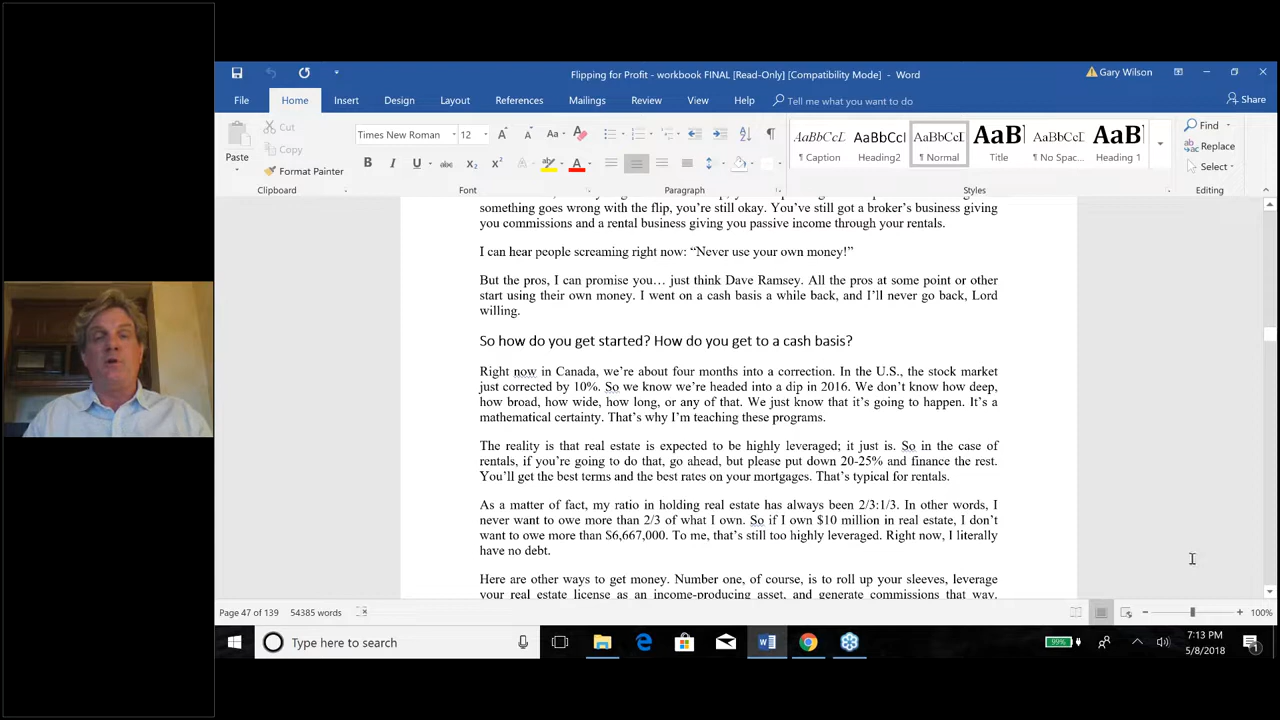 Flipping for Profit - workbook FINAL [Read-Only] [Compatibility Mode] - Word
Gary Wilson
File Home Insert Design Layout References Mailings Review View Help Tell me what you want to do
Share
Paste
Cut
Copy
Format Painter
Clipboard
Times New Roman 12
Font
Paragraph
AaBbCcI AaBbCcI AaBbCcI AaB AaBbCcI AaB
¶ Caption Heading2 ¶ Normal Title ¶ No Spac... Heading 1
Styles
Find
Replace
Select
Editing
something goes wrong with the flip, you're still okay. You've still got a broker's business giving
you commissions and a rental business giving you passive income through your rentals.
I can hear people screaming right now: “Never use your own money!”
But the pros, I can promise you… just think Dave Ramsey. All the pros at some point or other
start using their own money. I went on a cash basis a while back, and I'll never go back, Lord
willing.
So how do you get started? How do you get to a cash basis?
Right now in Canada, we're about four months into a correction. In the U.S., the stock market
just corrected by 10%. So we know we're headed into a dip in 2016. We don't know how deep,
how broad, how wide, how long, or any of that. We just know that it's going to happen. It's a
mathematical certainty. That's why I'm teaching these programs.
The reality is that real estate is expected to be highly leveraged; it just is. So in the case of
rentals, if you're going to do that, go ahead, but please put down 20-25% and finance the rest.
You'll get the best terms and the best rates on your mortgages. That's typical for rentals.
As a matter of fact, my ratio in holding real estate has always been 2/3:1/3. In other words, I
never want to owe more than 2/3 of what I own. So if I own $10 million in real estate, I don't
want to owe more than $6,667,000. To me, that's still too highly leveraged. Right now, I literally
have no debt.
Here are other ways to get money. Number one, of course, is to roll up your sleeves, leverage
your real estate license as an income-producing asset, and generate commissions that way.
Page 47 of 139 54385 words
100%
Type here to search
99%
7:13 PM
5/8/2018
1